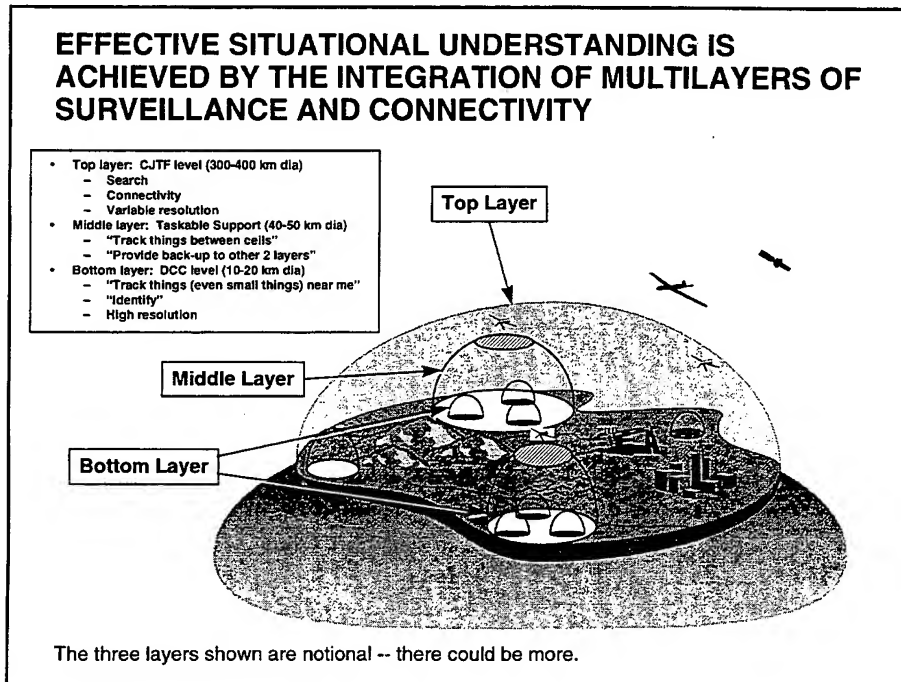 EFFECTIVE SITUATIONAL UNDERSTANDING IS
ACHIEVED BY THE INTEGRATION OF MULTILAYERS OF
SURVEILLANCE AND CONNECTIVITY
• Top layer: CJTF level (300-400 km dia)
– Search
– Connectivity
– Variable resolution
• Middle layer: Taskable Support (40-50 km dia)
– "Track things between cells"
– "Provide back-up to other 2 layers"
• Bottom layer: DCC level (10-20 km dia)
– "Track things (even small things) near me"
– "Identify"
– High resolution
Top Layer
Middle Layer
Bottom Layer
The three layers shown are notional -- there could be more.